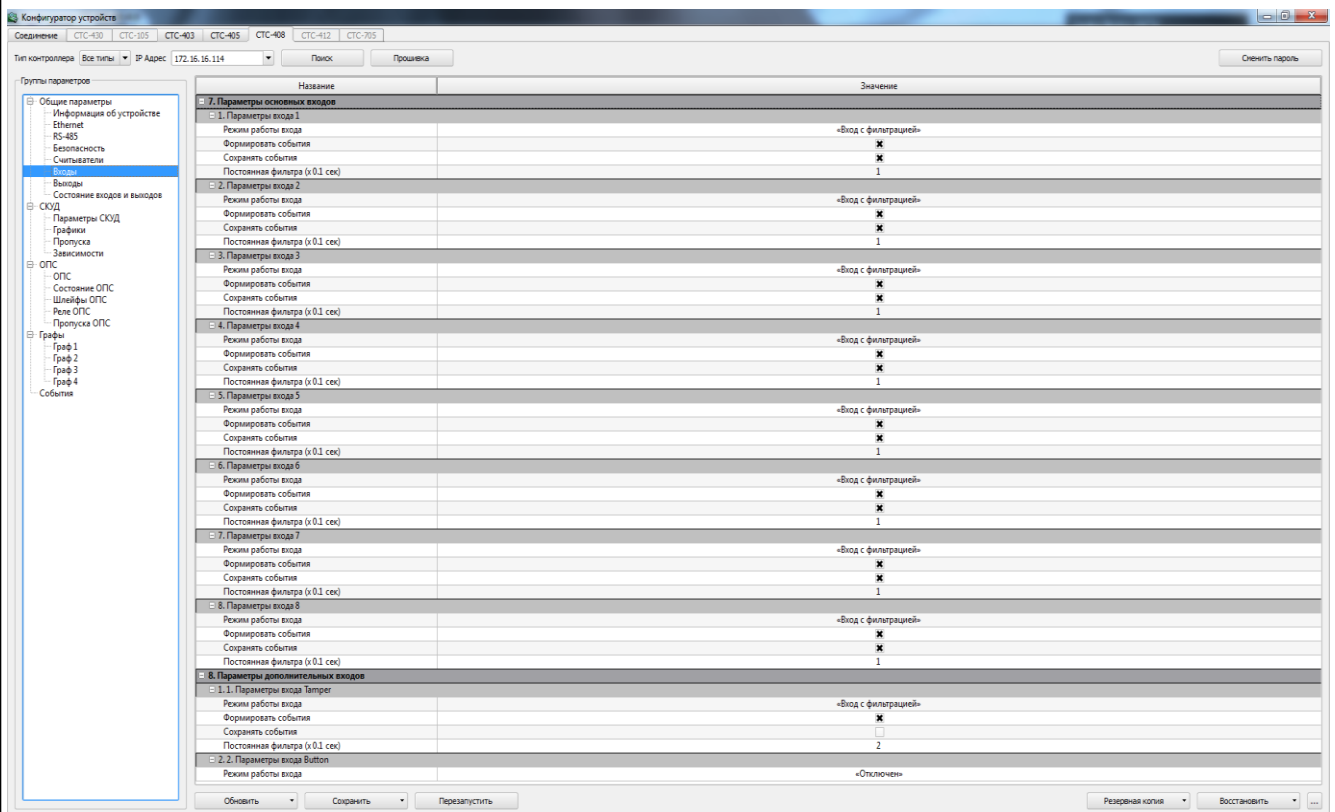 Конфигуратор устройств
Соединение СТС-430 СТС-105 СТС-403 СТС-405 СТС-408 СТС-412 СТС-705
Тип контроллера Все типы IP Адрес 172.16.16.114 Поиск Прошивка Сменить пароль
Группы параметров
Общие параметры
Информация об устройстве
Ethernet
RS-485
Безопасность
Считыватели
Входы
Выходы
Состояние входов и выходов
СКУД
Параметры СКУД
Графики
Пропуска
Зависимости
ОПС
ОПС
Состояние ОПС
Шлейфы ОПС
Реле ОПС
Пропуска ОПС
Графы
Граф 1
Граф 2
Граф 3
Граф 4
События
Название Значение
7. Параметры основных входов
1. Параметры входа 1
Режим работы входа «Вход с фильтрацией»
Формировать события
Сохранять события
Постоянная фильтра (x 0.1 сек) 1
2. Параметры входа 2
Режим работы входа «Вход с фильтрацией»
Формировать события
Сохранять события
Постоянная фильтра (x 0.1 сек) 1
3. Параметры входа 3
Режим работы входа «Вход с фильтрацией»
Формировать события
Сохранять события
Постоянная фильтра (x 0.1 сек) 1
4. Параметры входа 4
Режим работы входа «Вход с фильтрацией»
Формировать события
Сохранять события
Постоянная фильтра (x 0.1 сек) 1
5. Параметры входа 5
Режим работы входа «Вход с фильтрацией»
Формировать события
Сохранять события
Постоянная фильтра (x 0.1 сек) 1
6. Параметры входа 6
Режим работы входа «Вход с фильтрацией»
Формировать события
Сохранять события
Постоянная фильтра (x 0.1 сек) 1
7. Параметры входа 7
Режим работы входа «Вход с фильтрацией»
Формировать события
Сохранять события
Постоянная фильтра (x 0.1 сек) 1
8. Параметры входа 8
Режим работы входа «Вход с фильтрацией»
Формировать события
Сохранять события
Постоянная фильтра (x 0.1 сек) 1
8. Параметры дополнительных входов
1. 1. Параметры входа Tamper
Режим работы входа «Вход с фильтрацией»
Формировать события
Сохранять события
Постоянная фильтра (x 0.1 сек) 2
2. 2. Параметры входа Button
Режим работы входа «Отключен»
Обновить Сохранить Перезапустить Резервная копия Восстановить ...